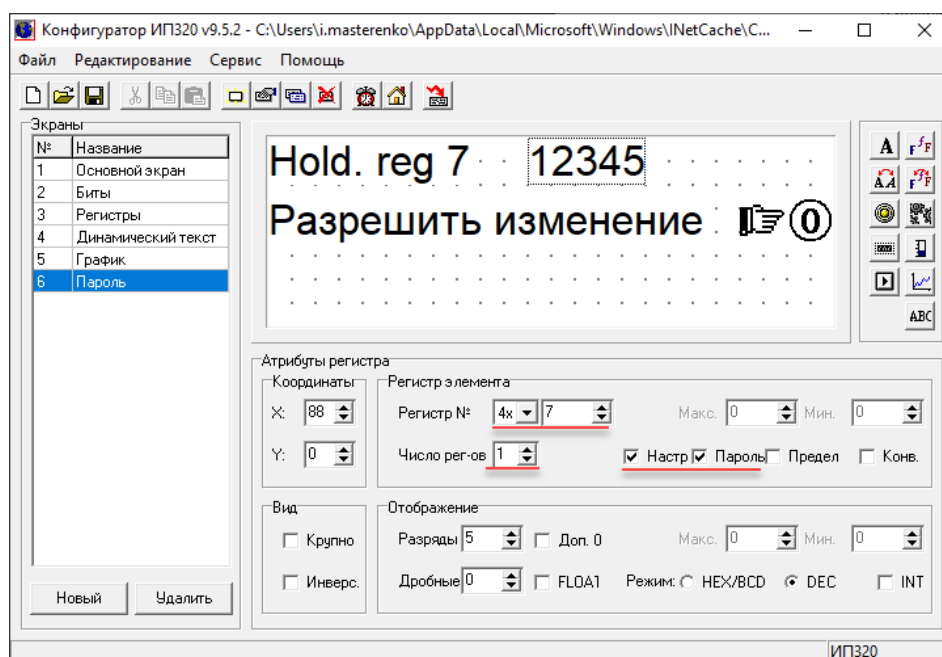 Конфигуратор ИП320 v9.5.2 - C:\Users\i.masterenko\AppData\Local\Microsoft\Windows\INetCache\C...
Файл Редактирование Сервис Помощь
Экраны
№ Название
1 Основной экран
2 Биты
3 Регистры
4 Динамический текст
5 График
6 Пароль
Новый Удалить
Hold. reg 7 12345
Разрешить изменение 0
A fFF
AA fFF
ABC
Атрибуты регистра
Координаты
X: 88
Y: 0
Регистр элемента
Регистр № 4x 7 Макс. 0 Мин. 0
Число рег-ов 1 Настр Пароль Предел Конв.
Вид
Крупно
Инверс.
Отображение
Разряды 5 Доп. 0 Макс. 0 Мин. 0
Дробные 0 FLOAT Режим: HEX/BCD DEC INT
ИП320